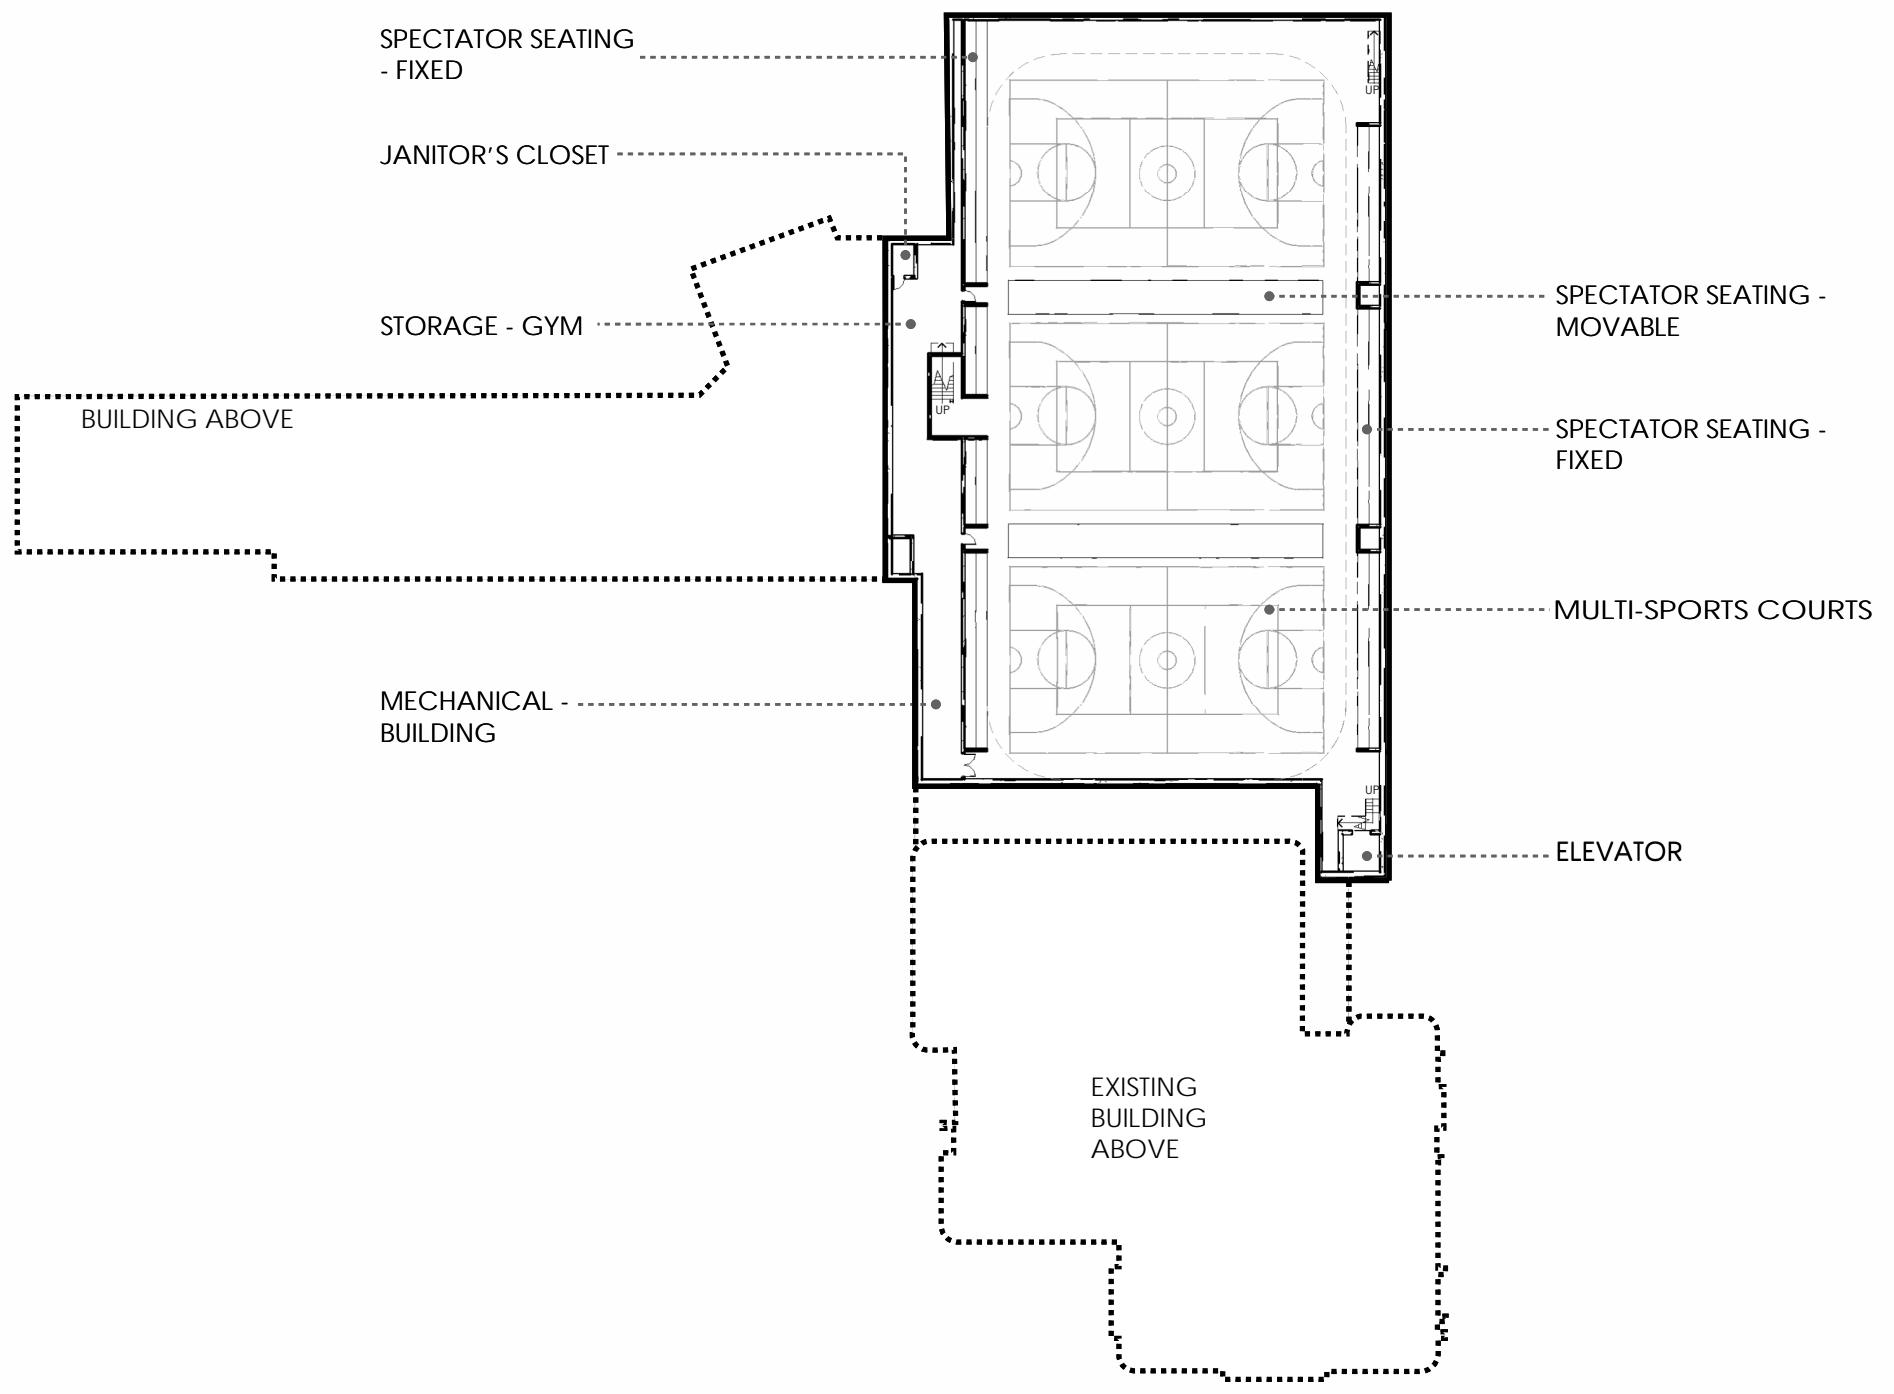 SPECTATOR SEATING
- FIXED
JANITOR'S CLOSET
STORAGE - GYM
BUILDING ABOVE
MECHANICAL -
BUILDING
UP
UP
UP
SPECTATOR SEATING -
MOVABLE
SPECTATOR SEATING -
FIXED
MULTI-SPORTS COURTS
ELEVATOR
EXISTING
BUILDING
ABOVE